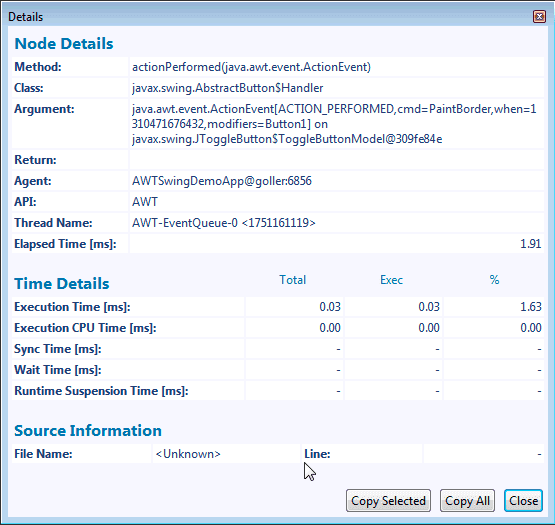 Details
Node Details
Method: actionPerformed(java.awt.event.ActionEvent)
Class: javax.swing.AbstractButton$Handler
Argument: java.awt.event.ActionEvent[ACTION_PERFORMED,cmd=PaintBorder,when=1
310471676432,modifiers=Button1] on
javax.swing.JToggleButton$ToggleButtonModel@309fe84e
Return:
Agent: AWTSwingDemoApp@goller:6856
API: AWT
Thread Name: AWT-EventQueue-0 <1751161119>
Elapsed Time [ms]: 1.91
Time Details Total Exec %
Execution Time [ms]: 0.03 0.03 1.63
Execution CPU Time [ms]: 0.00 0.00 0.00
Sync Time [ms]: - - -
Wait Time [ms]: - - -
Runtime Suspension Time [ms]: - - -
Source Information
File Name: <Unknown> Line: -
Copy Selected Copy All Close